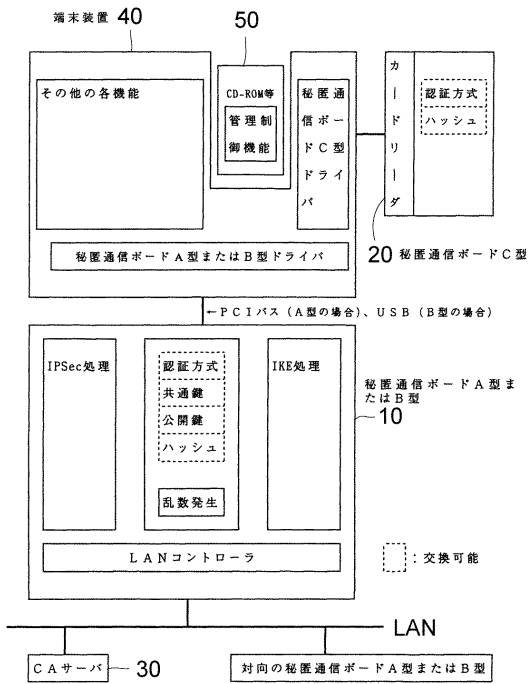 端末装置 40
50
その他の各機能
CD-ROM等
管理制
御機能
秘匿通
信ボー
ドC型
ドライ
バ
カードリーダ
認証方式
ハッシュ
20 秘匿通信ボードC型
秘匿通信ボードA型またはB型ドライバ
←PCIバス(A型の場合)、USB(B型の場合)
IPSec処理
認証方式
共通鍵
公開鍵
ハッシュ
乱数発生
IKE処理
秘匿通信ボードA型ま
たはB型
10
LANコントローラ
:交換可能
LAN
CAサーバ 30
対向の秘匿通信ボードA型またはB型